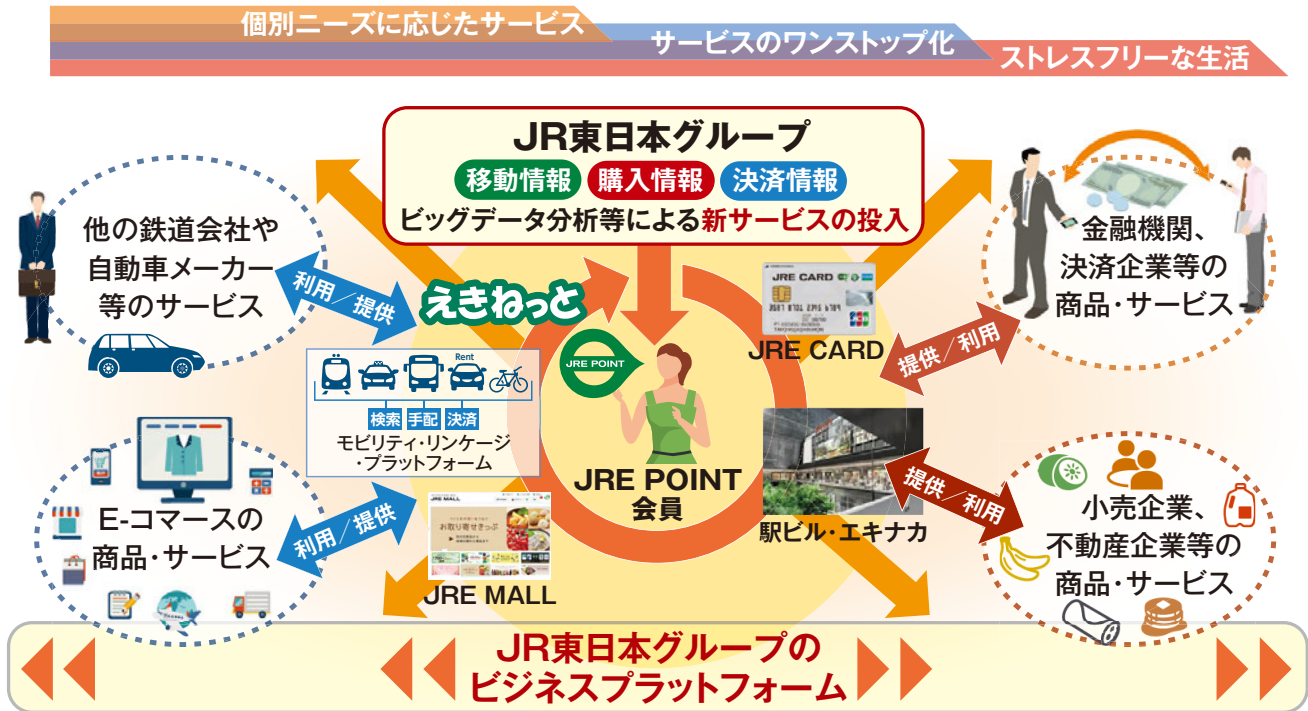 個別ニーズに応じたサービス
サービスのワンストップ化
ストレスフリーな生活
JR東日本グループ
移動情報 購入情報 決済情報
ビッグデータ分析等による新サービスの投入
他の鉄道会社や
自動車メーカー
等のサービス
利用／提供
えきねっと
Rent
検索 手配 決済
モビリティ・リンケージ
・プラットフォーム
JRE POINT
JRE POINT
会員
JRE CARD
JRE CARD
提供／利用
金融機関、
決済企業等の
商品・サービス
E-コマースの
商品・サービス
利用／提供
JRE MALL
お取り寄せきっぷ
JRE MALL
駅ビル・エキナカ
提供／利用
小売企業、
不動産企業等の
商品・サービス
JR東日本グループの
ビジネスプラットフォーム